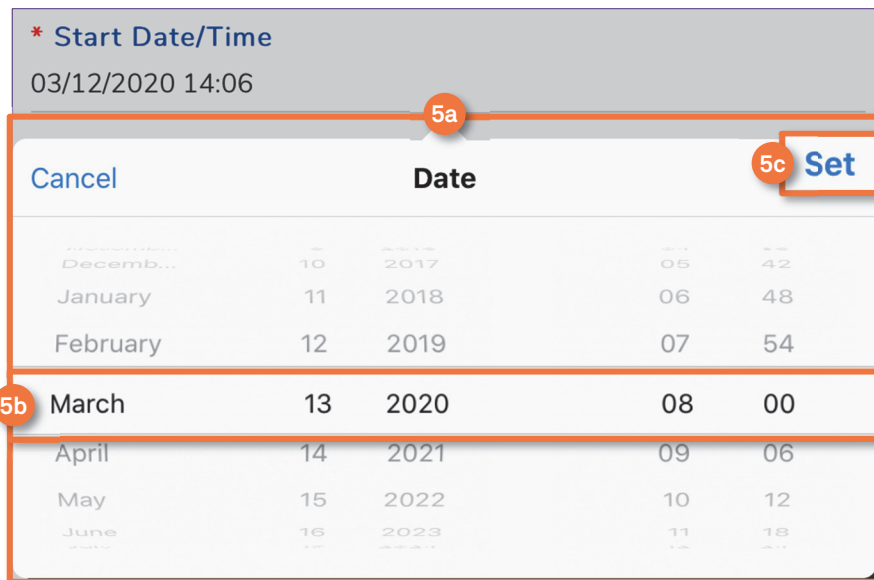 * Start Date/Time
03/12/2020 14:06
5a
Cancel Date 5c Set
Decemb... 10 2017 05 42
January 11 2018 06 48
February 12 2019 07 54
5b March 13 2020 08 00
April 14 2021 09 06
May 15 2022 10 12
June 16 2023 11 18